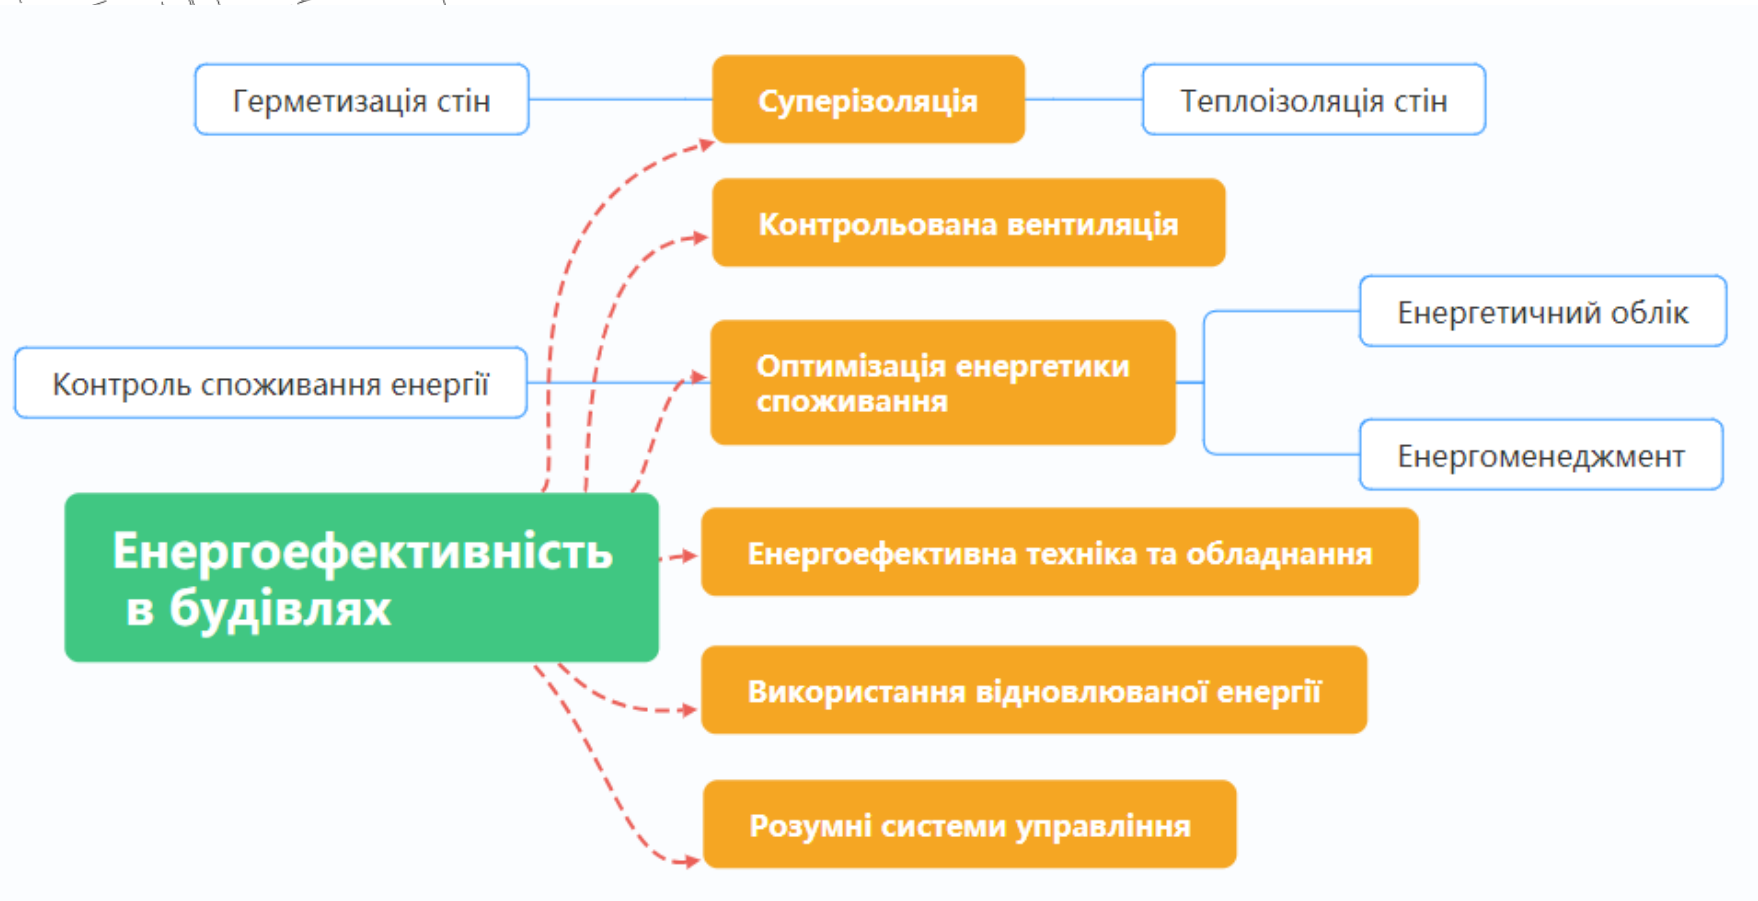 Герметизація стін
Суперізоляція
Теплоізоляція стін
Контрольована вентиляція
Енергетичний облік
Контроль споживання енергії
Оптимізація енергетики
споживання
Енергоменеджмент
Енергоефективність
в будівлях
Енергоефективна техніка та обладнання
Використання відновлюваної енергії
Розумні системи управління